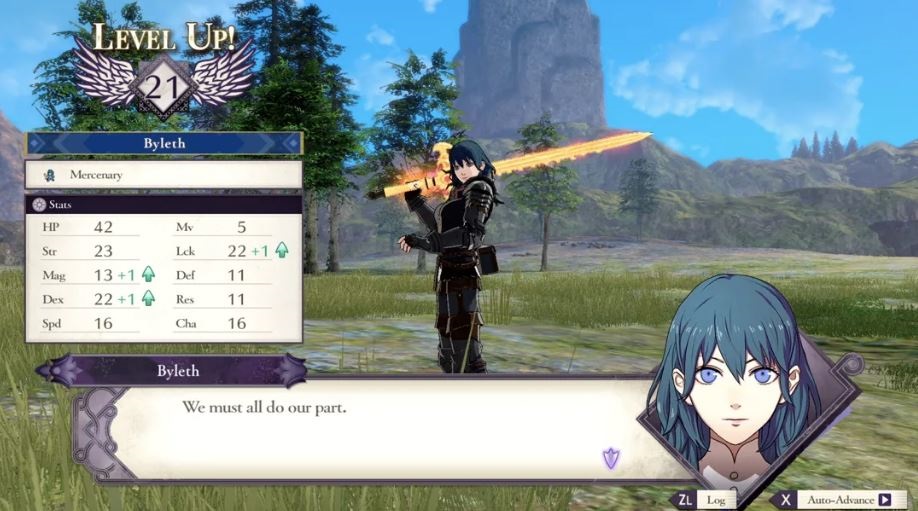 LEVEL UP!
21
Byleth
Mercenary
Stats
HP 42 Mv 5
Str 23 Lck 22 +1
Mag 13 +1 Def 11
Dex 22 +1 Res 11
Spd 16 Cha 16
Byleth
We must all do our part.
ZL Log X Auto-Advance